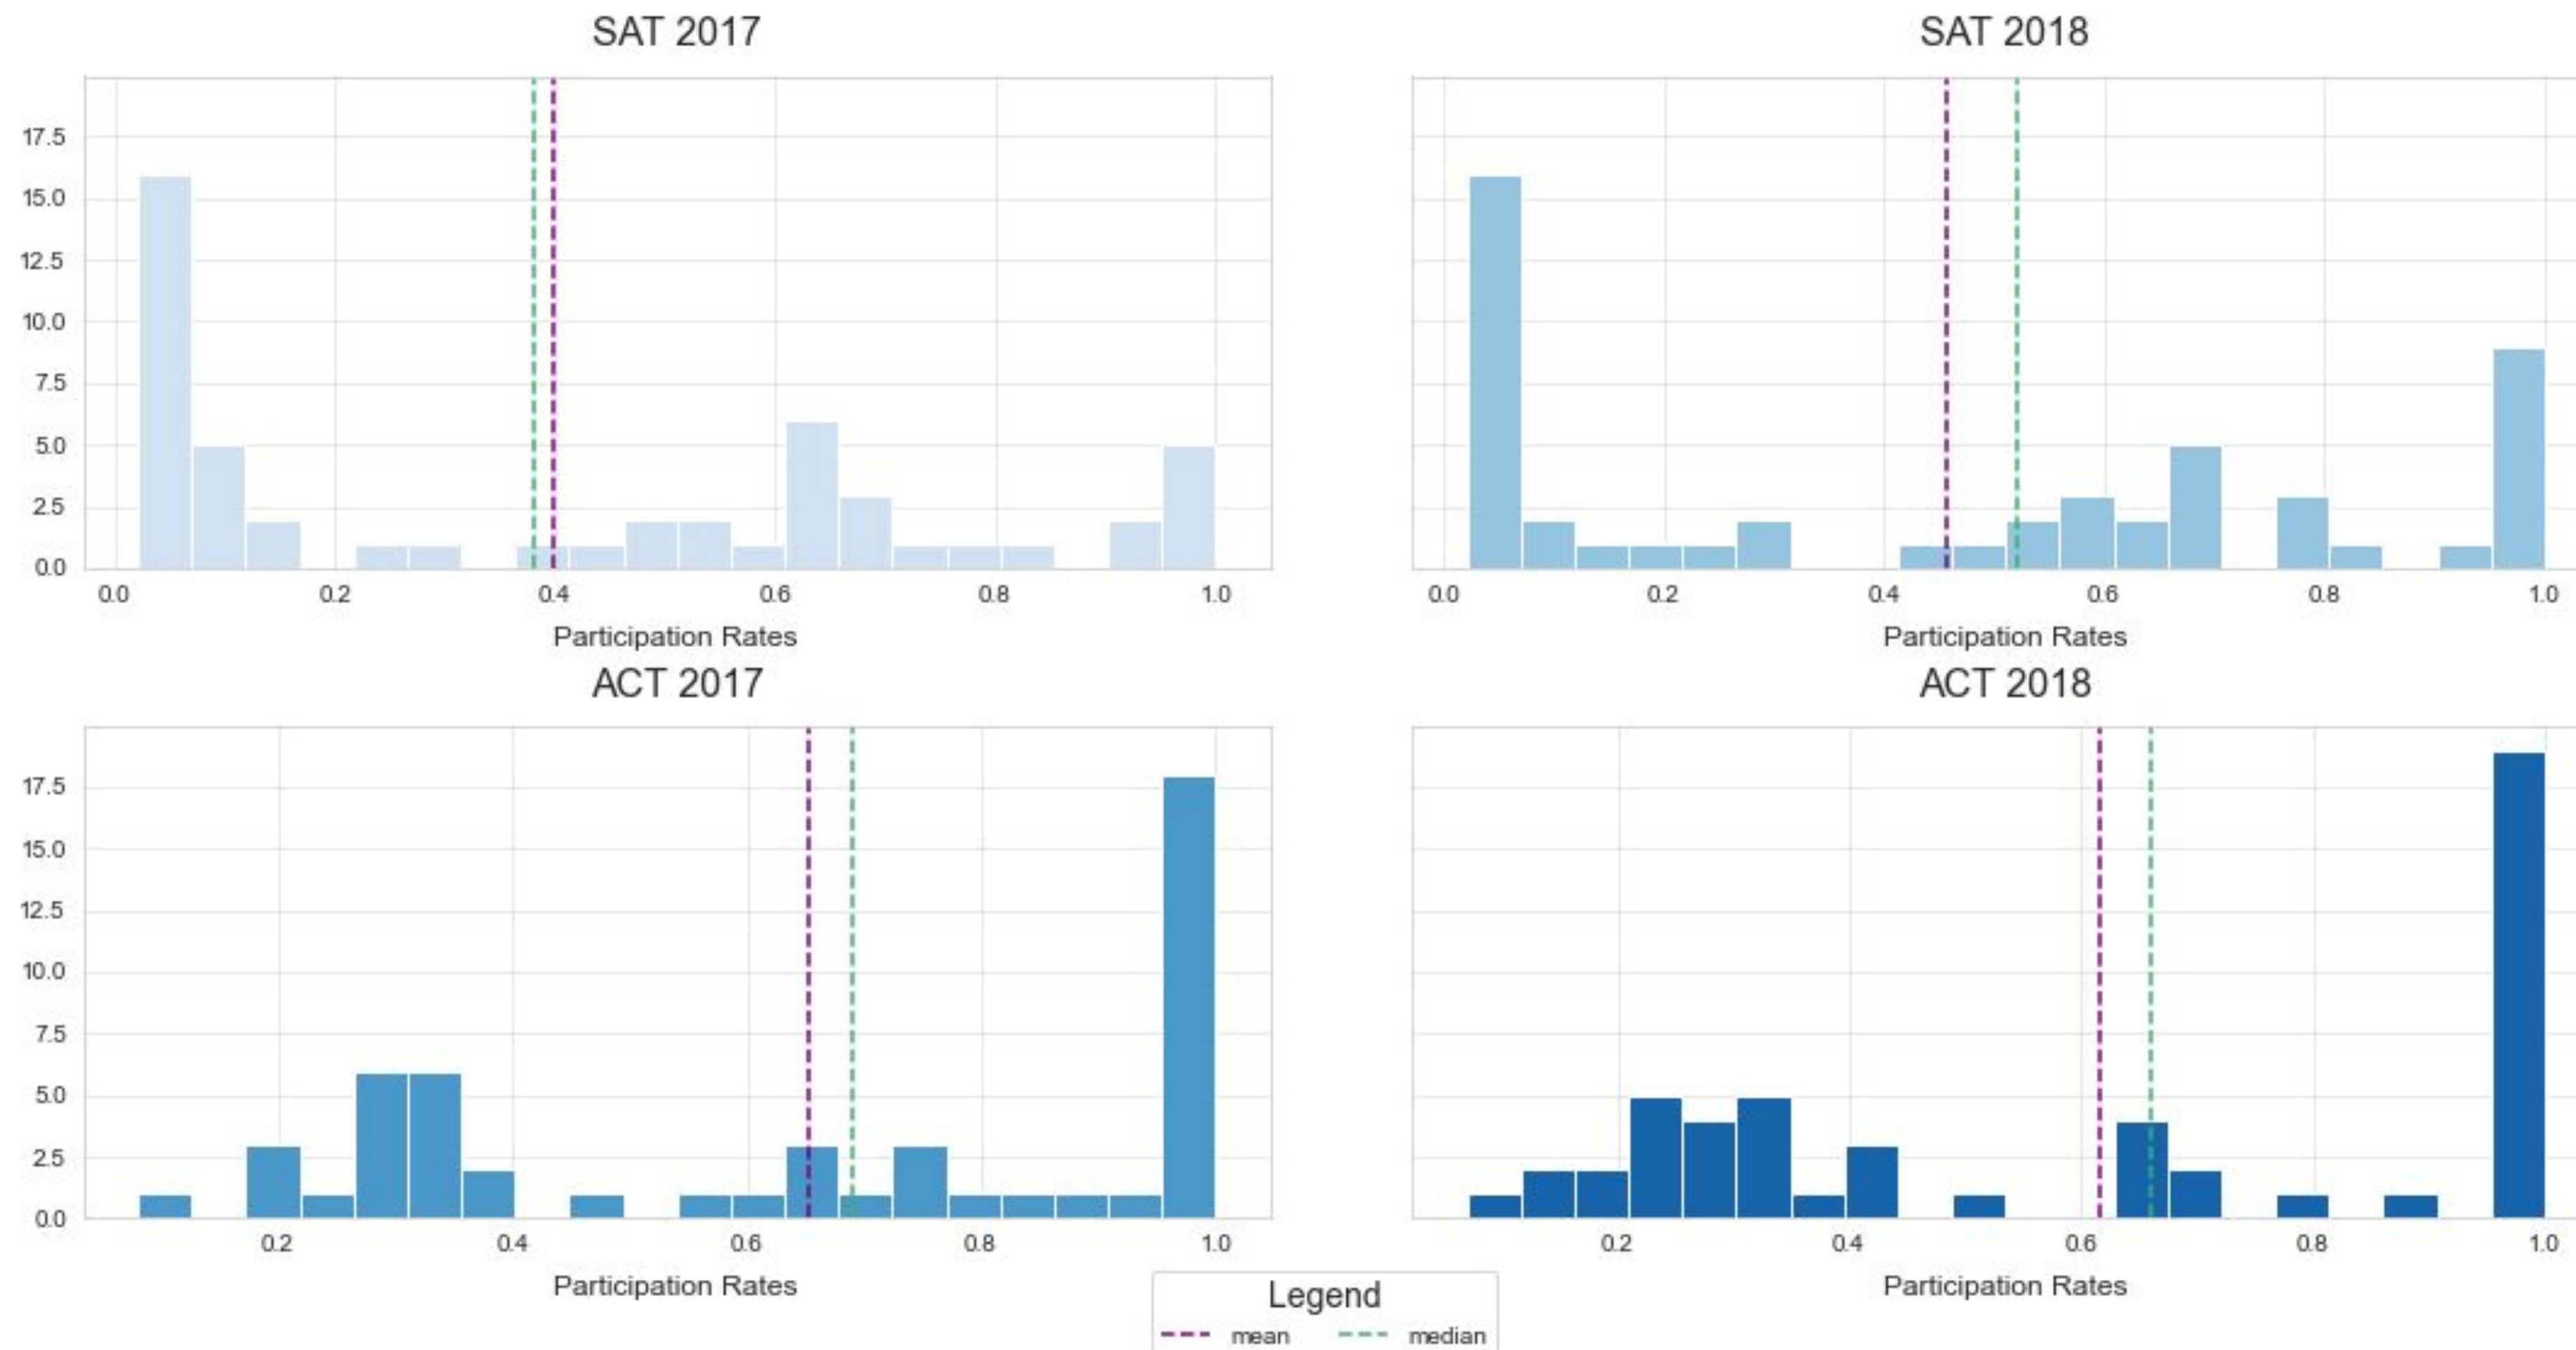 SAT 2017
17.5
15.0
12.5
10.0
7.5
5.0
2.5
0.0
0.0 0.2 0.4 0.6 0.8 1.0
Participation Rates
SAT 2018
0.0 0.2 0.4 0.6 0.8 1.0
Participation Rates
ACT 2017
17.5
15.0
12.5
10.0
7.5
5.0
2.5
0.0
0.2 0.4 0.6 0.8 1.0
Participation Rates
ACT 2018
0.2 0.4 0.6 0.8 1.0
Participation Rates
Legend
mean median